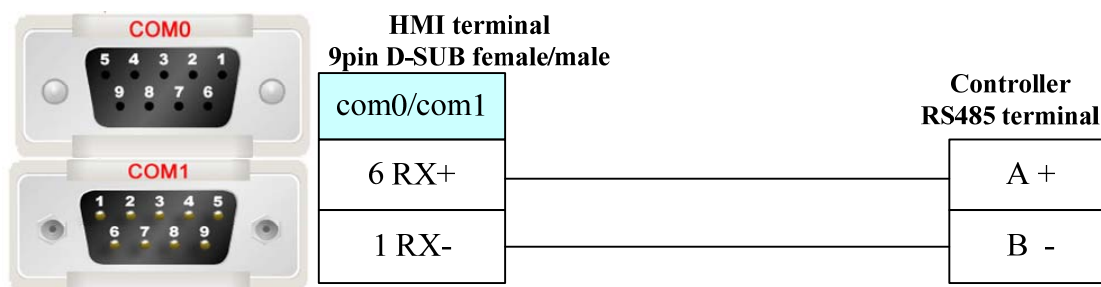 COM0
5 4 3 2 1
9 8 7 6
COM1
1 2 3 4 5
6 7 8 9
HMI terminal
9pin D-SUB female/male
com0/com1
6 RX+
1 RX-
Controller
RS485 terminal
A +
B -